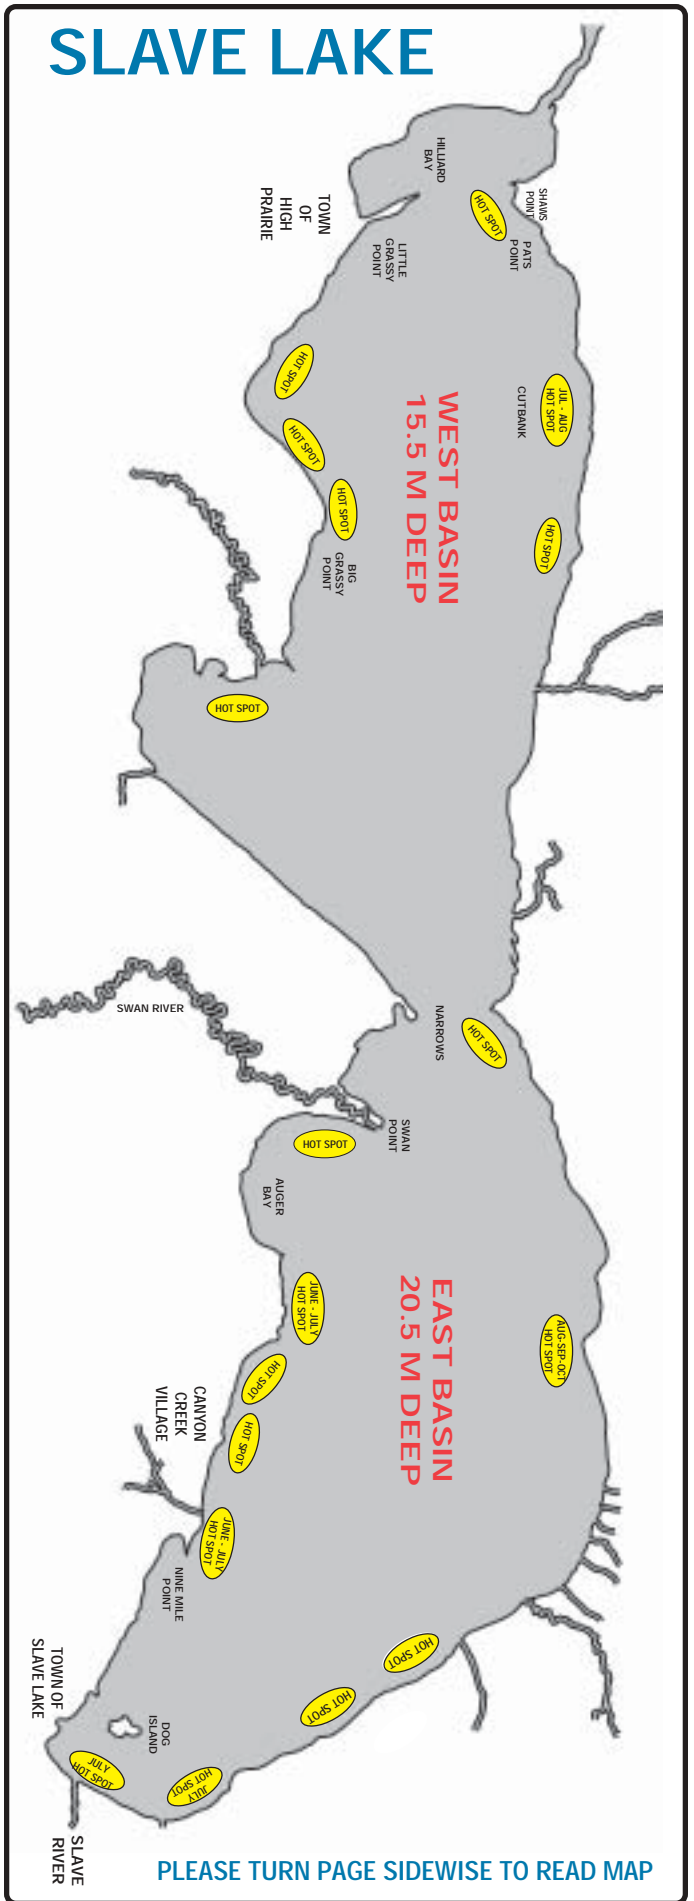 SLAVE LAKE
HILLIARD
BAY
SHAWS
POINT
HOT SPOT
PATS
POINT
TOWN
OF
HIGH
PRAIRIE
LITTLE
GRASSY
POINT
HOT SPOT
JUL - AUG
HOT SPOT
CUTBANK
WEST BASIN
15.5 M DEEP
HOT SPOT
HOT SPOT
HOT SPOT
BIG
GRASSY
POINT
HOT SPOT
SWAN RIVER
NARROWS
HOT SPOT
SWAN
POINT
HOT SPOT
AUGER
BAY
EAST BASIN
20.5 M DEEP
JUNE - JULY
HOT SPOT
AUG-SEP-OCT
HOT SPOT
HOT SPOT
CANYON
CREEK
VILLAGE
HOT SPOT
JUNE - JULY
HOT SPOT
NINE MILE
POINT
HOT SPOT
HOT SPOT
TOWN OF
SLAVE LAKE
DOG
ISLAND
JULY
HOT SPOT
JULY
HOT SPOT
SLAVE
RIVER
PLEASE TURN PAGE SIDEWISE TO READ MAP